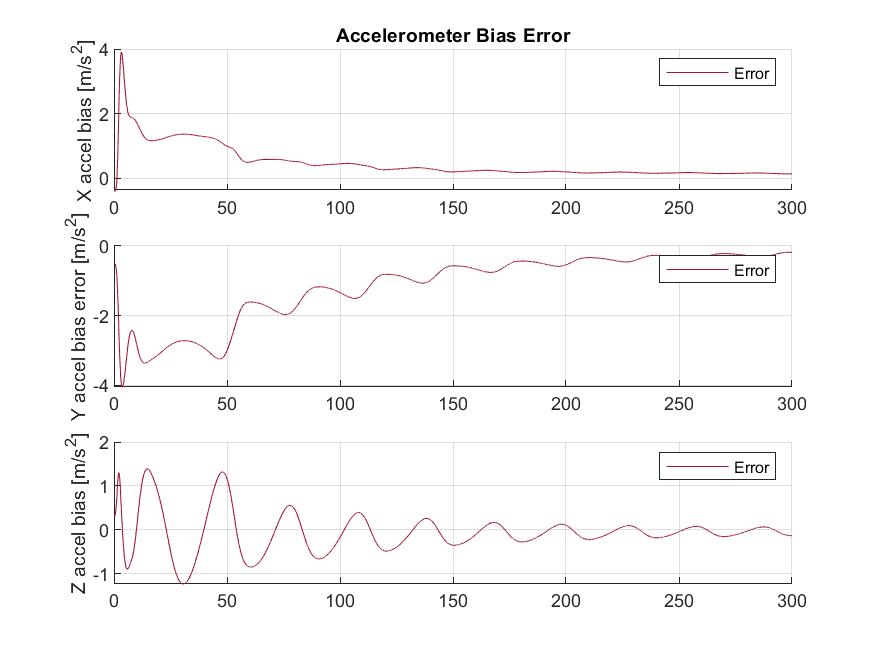 Accelerometer Bias Error
X accel bias [m/s²]
4
2
0
Error
0 50 100 150 200 250 300
Y accel bias error [m/s²]
0
-2
-4
Error
0 50 100 150 200 250 300
Z accel bias [m/s²]
2
1
0
-1
Error
0 50 100 150 200 250 300